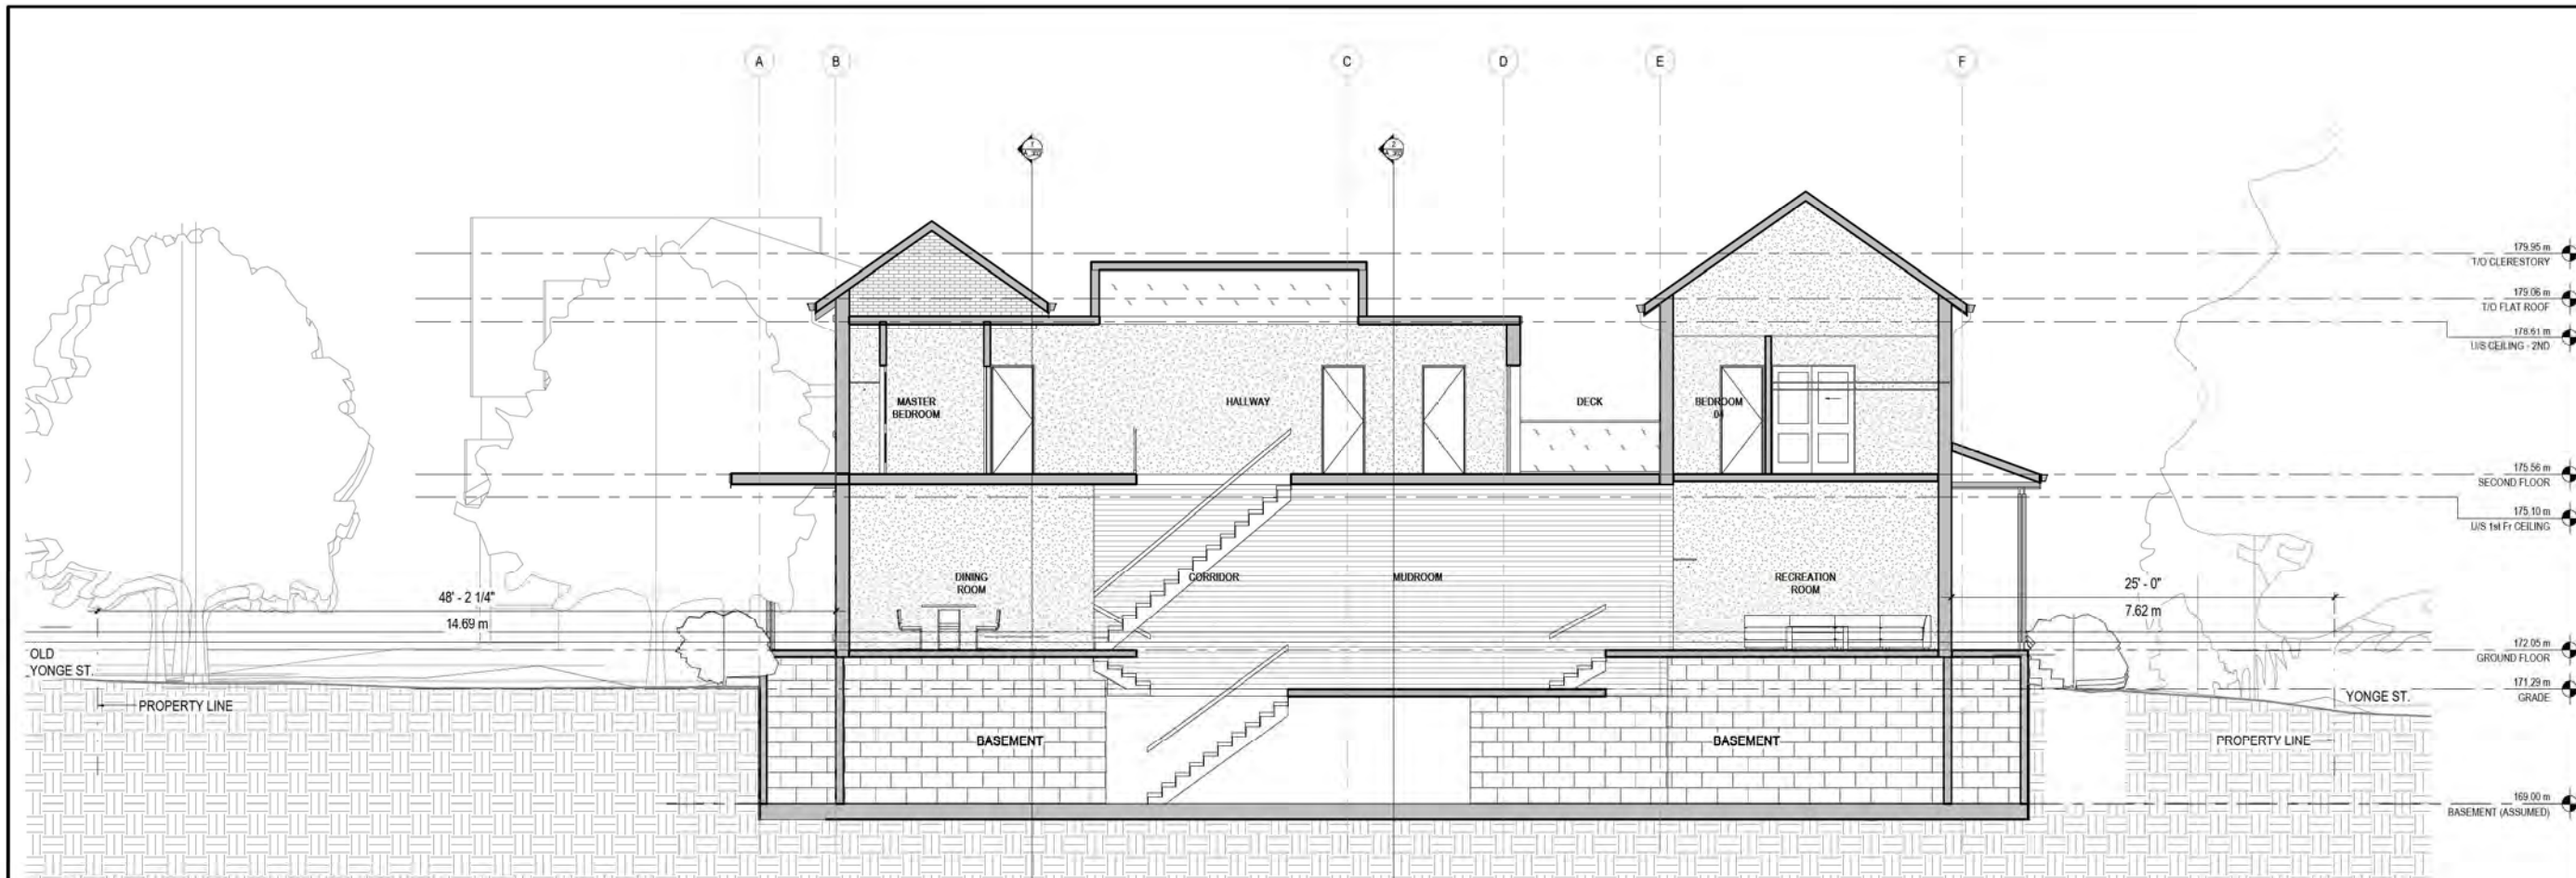 A
B
C
D
E
F
1
2
179.95 m
T/O CLERESTORY
179.06 m
T/O FLAT ROOF
178.61 m
U/S CEILING - 2ND
MASTER
BEDROOM
HALLWAY
DECK
BEDROOM
04
175.56 m
SECOND FLOOR
175.10 m
U/S 1st Fr CEILING
DINING
ROOM
CORRIDOR
MUDROOM
RECREATION
ROOM
48' - 2 1/4"
14.69 m
25' - 0"
7.62 m
OLD
YONGE ST.
172.05 m
GROUND FLOOR
171.29 m
GRADE
PROPERTY LINE
YONGE ST.
BASEMENT
BASEMENT
PROPERTY LINE
169.00 m
BASEMENT (ASSUMED)